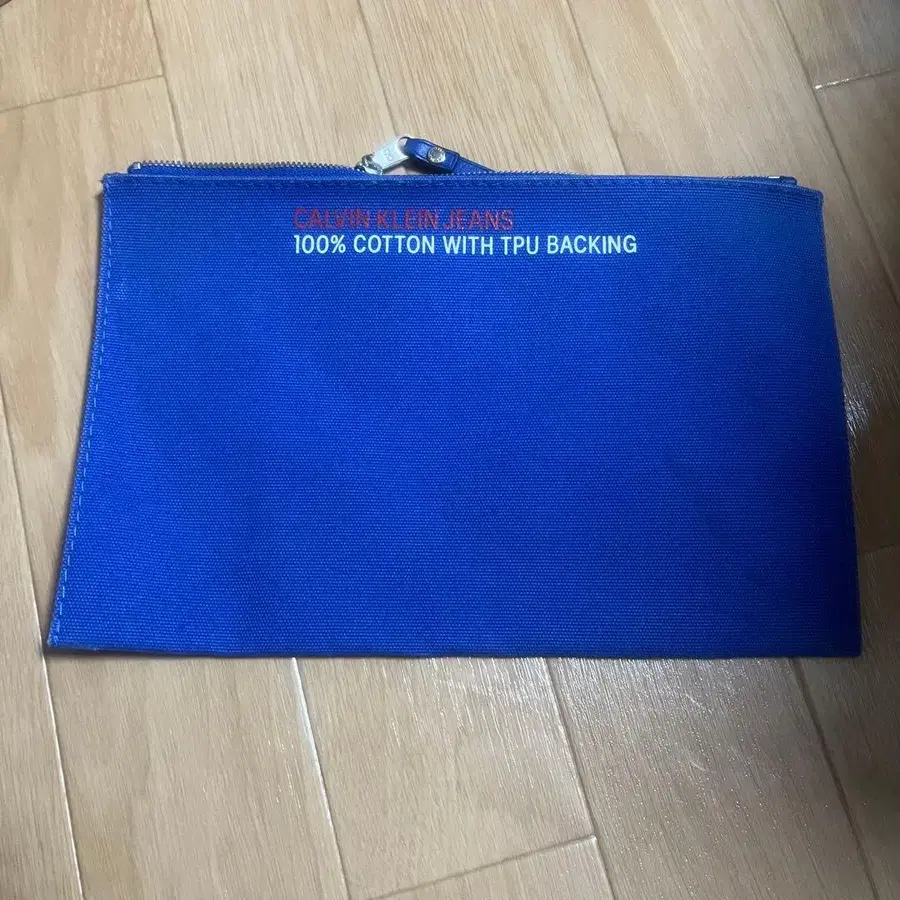 CALVIN KLEIN JEANS
100% COTTON WITH TPU BACKING